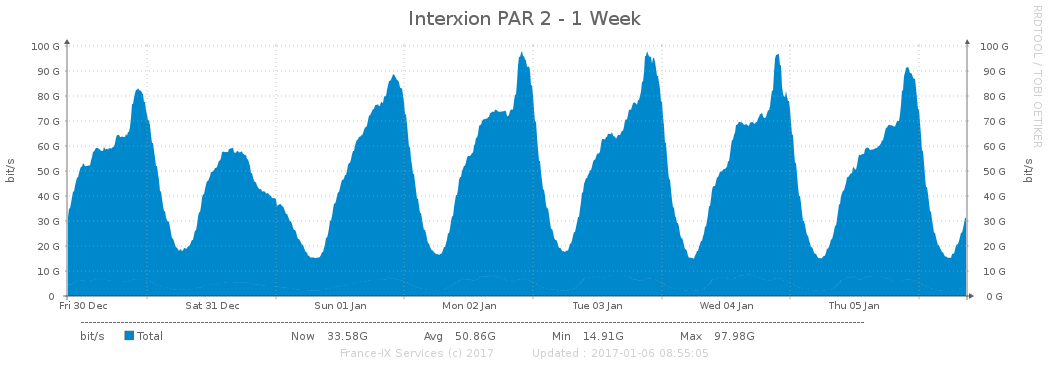 Interxion PAR 2 - 1 Week
RRDTOOL / TOBI OETIKER
bit/s
100 G 100 G
90 G 90 G
80 G 80 G
70 G 70 G
60 G 60 G
50 G 50 G
40 G 40 G
30 G 30 G
20 G 20 G
10 G 10 G
0 0 G
bit/s
Fri 30 Dec Sat 31 Dec Sun 01 Jan Mon 02 Jan Tue 03 Jan Wed 04 Jan Thu 05 Jan
bit/s Total Now 33.58G Avg 50.86G Min 14.91G Max 97.98G
France-IX Services (c) 2017 Updated : 2017-01-06 08:55:05